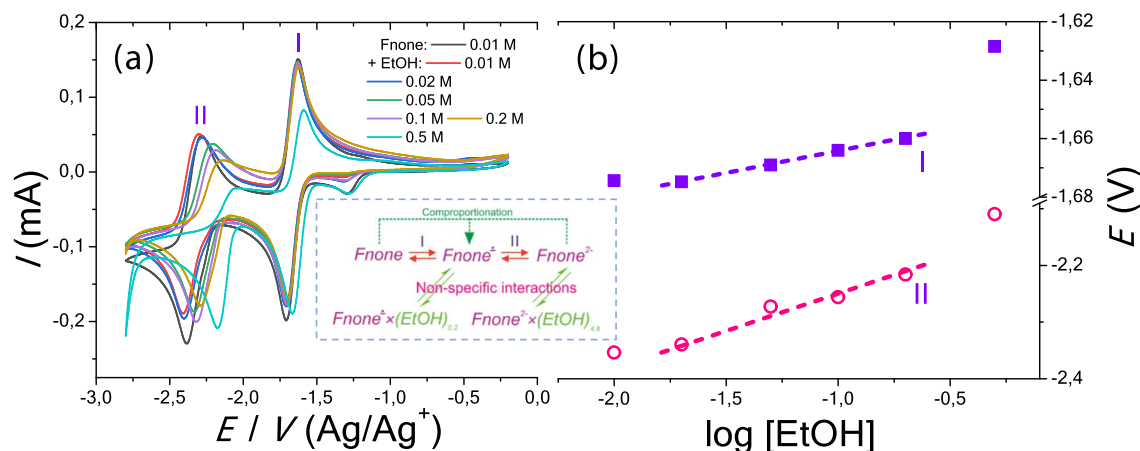 (a)
I
II
Fnone: 0.01 M
+ EtOH: 0.01 M
0.02 M
0.05 M
0.1 M 0.2 M
0.5 M
0,2
0,1
0,0
-0,1
-0,2
I (mA)
-3,0 -2,5 -2,0 -1,5 -1,0 -0,5 0,0
E / V (Ag/Ag+)
Comproportionation
I II
Fnone Fnone∸ Fnone2-
Non-specific interactions
Fnone∸×(EtOH)0.2 Fnone2-×(EtOH)4.8
(b)
I
II
-1,62
-1,64
-1,66
-1,68
-2,2
-2,4
E (V)
-2,0 -1,5 -1,0 -0,5
log [EtOH]